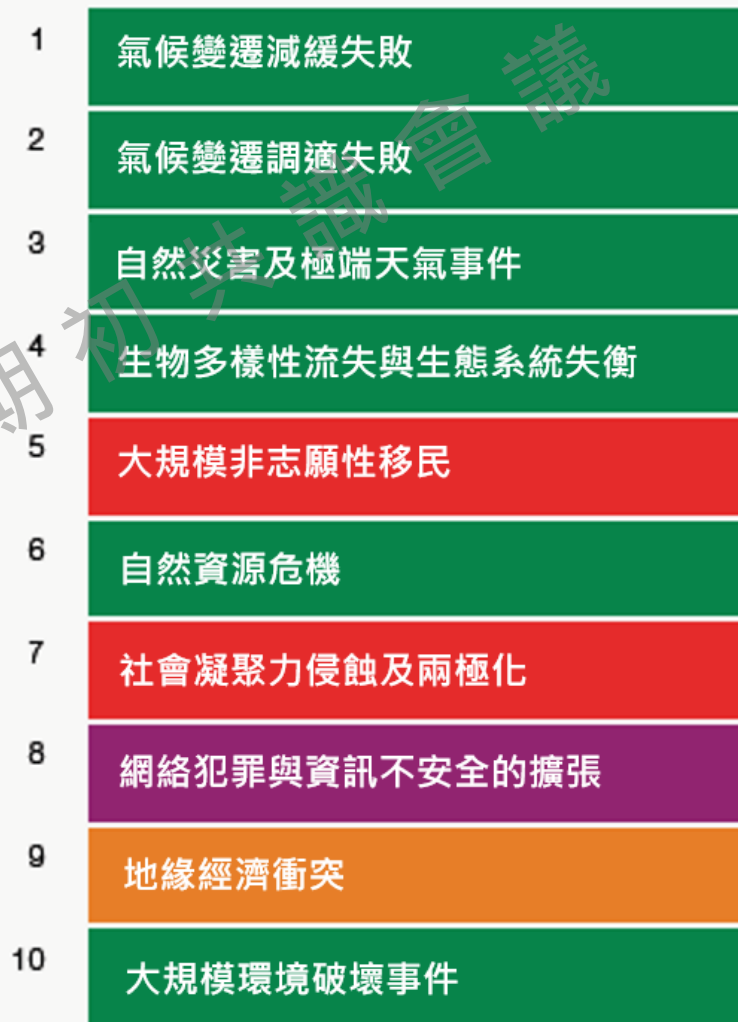 1 氣候變遷減緩失敗
2 氣候變遷調適失敗
3 自然災害及極端天氣事件
4 生物多樣性流失與生態系統失衡
5 大規模非志願性移民
6 自然資源危機
7 社會凝聚力侵蝕及兩極化
8 網絡犯罪與資訊不安全的擴張
9 地緣經濟衝突
10 大規模環境破壞事件
期初共識會議